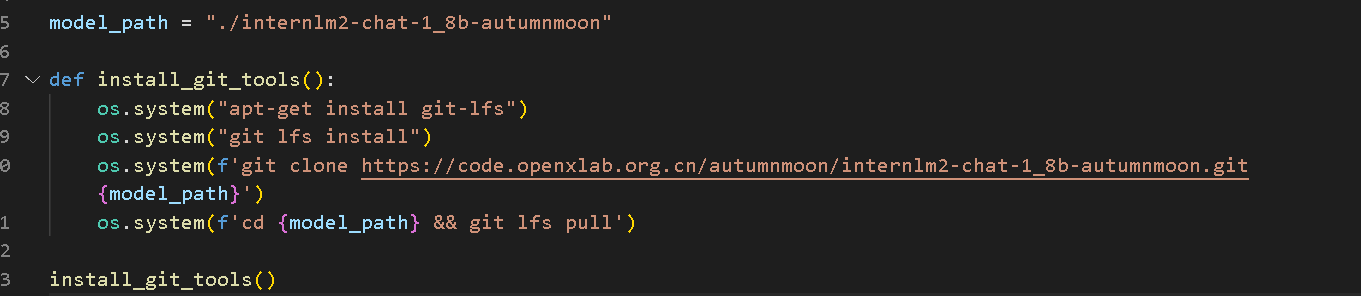 5 model_path = "./internlm2-chat-1_8b-autumnmoon"
6
7 def install_git_tools():
8 os.system("apt-get install git-lfs")
9 os.system("git lfs install")
0 os.system(f'git clone https://code.openxlab.org.cn/autumnmoon/internlm2-chat-1_8b-autumnmoon.git
{model_path}')
1 os.system(f'cd {model_path} && git lfs pull')
2
3 install_git_tools()